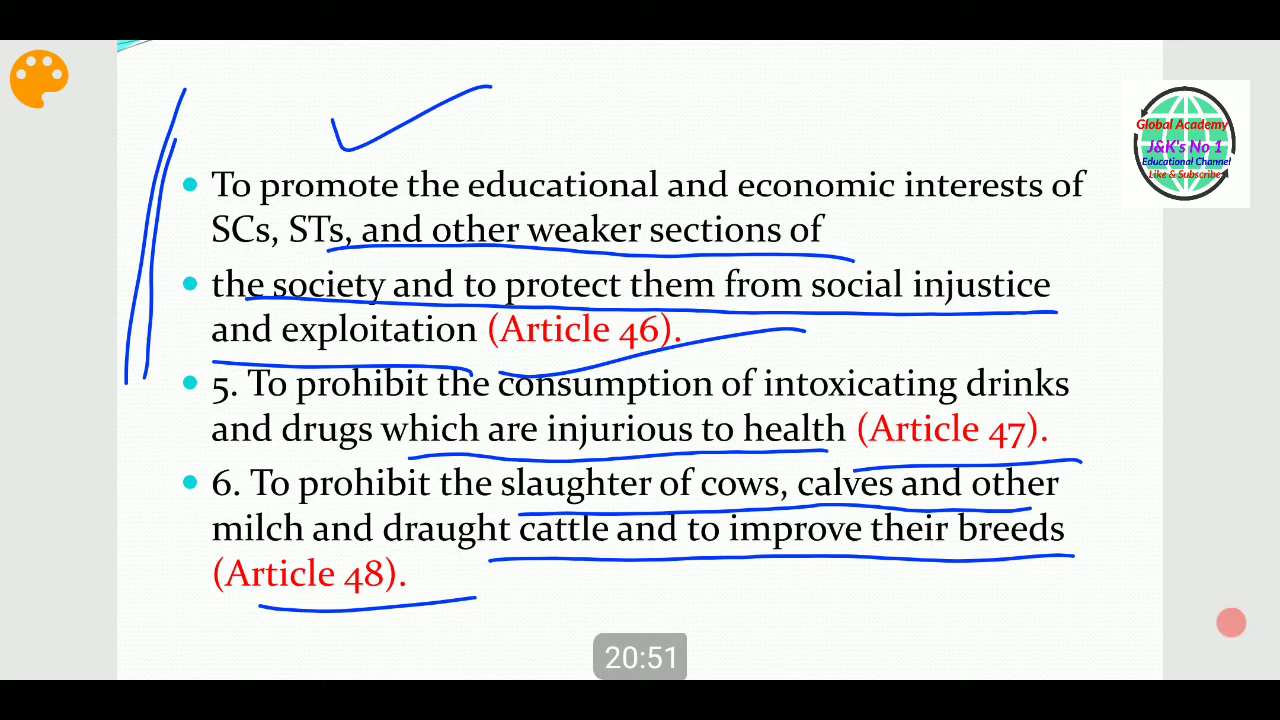 Global Academy
J&K's No 1
Educational Channel
Like & Subscribe
To promote the educational and economic interests of
SCs, STs, and other weaker sections of
the society and to protect them from social injustice
and exploitation (Article 46).
5. To prohibit the consumption of intoxicating drinks
and drugs which are injurious to health (Article 47).
6. To prohibit the slaughter of cows, calves and other
milch and draught cattle and to improve their breeds
(Article 48).
20:51